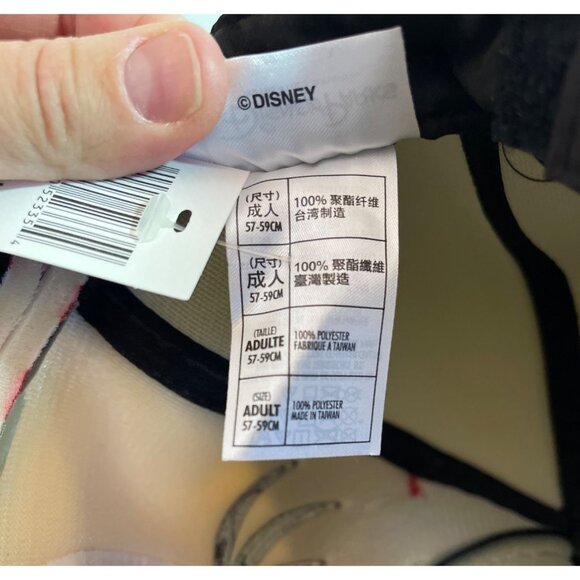 ©DISNEY
(尺寸)
成人
57-59CM
100% 聚酯纤维
台湾制造
(尺寸)
成人
57-59CM
100% 聚酯纖維
臺灣製造
(TAILLE)
ADULTE
57-59CM
100% POLYESTER
FABRIQUE A TAIWAN
(SIZE)
ADULT
57-59CM
100% POLYESTER
MADE IN TAIWAN
52335
4